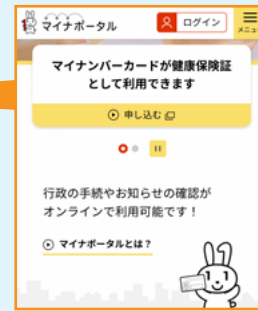 マイナポータル
ログイン
メニュー
マイナンバーカードが健康保険証
として利用できます
申し込む
行政の手続やお知らせの確認が
オンラインで利用可能です！
マイナポータルとは？